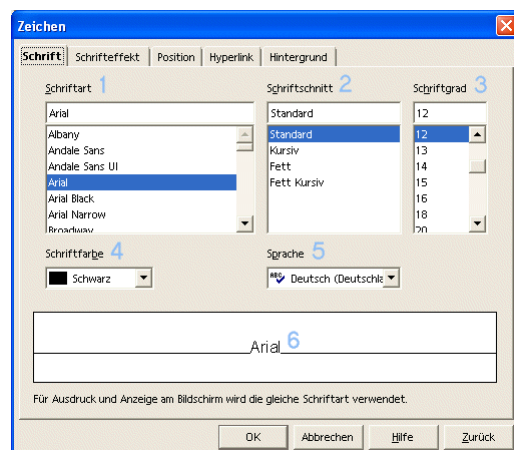 Zeichen
Schrift Schrifteffekt Position Hyperlink Hintergrund
Schriftart 1 Schriftschnitt 2 Schriftgrad 3
Arial Standard 12
Albany Standard 12
Andale Sans Kursiv 13
Andale Sans UI Fett 14
Arial Fett Kursiv 15
Arial Black 16
Arial Narrow 18
Broadway 20
Schriftfarbe 4 Sprache 5
Schwarz ABC Deutsch (Deutschla
Arial 6
Für Ausdruck und Anzeige am Bildschirm wird die gleiche Schriftart verwendet.
OK Abbrechen Hilfe Zurück